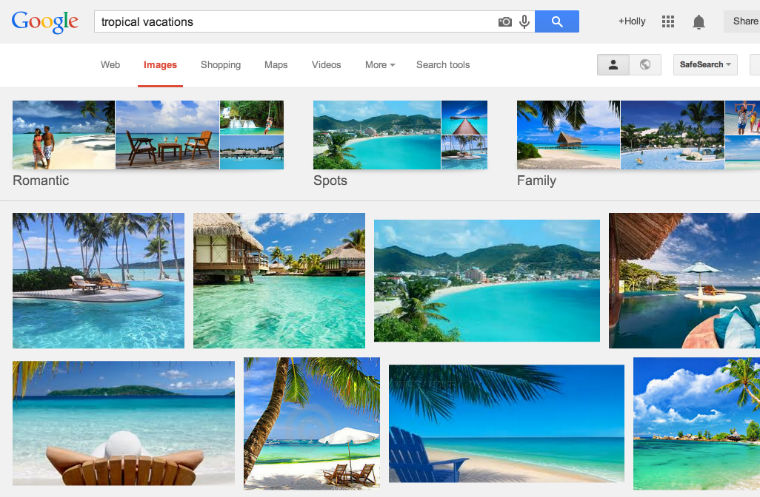 Google tropical vacations +Holly Share
Web Images Shopping Maps Videos More Search tools SafeSearch
Romantic Spots Family